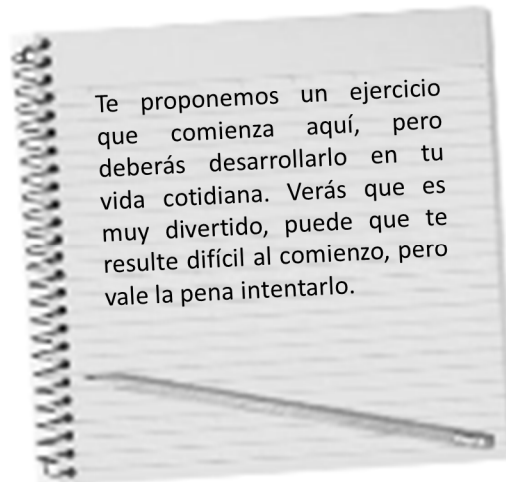 Te proponemos un ejercicio
que comienza aquí, pero
deberás desarrollarlo en tu
vida cotidiana. Verás que es
muy divertido, puede que te
resulte difícil al comienzo, pero
vale la pena intentarlo.